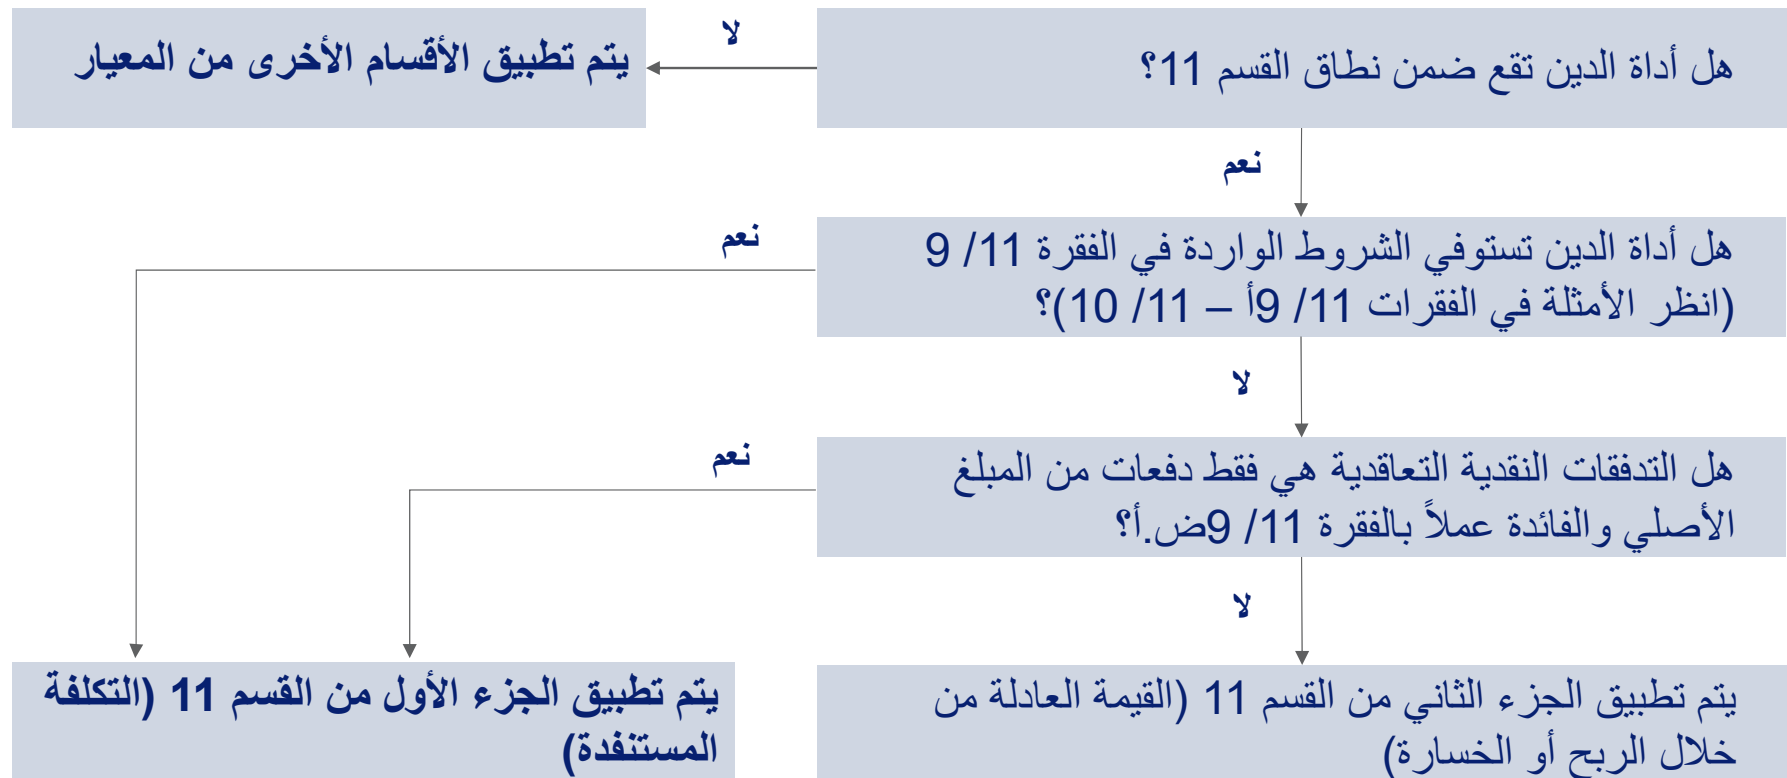 هل أداة الدين تقع ضمن نطاق القسم 11؟
لا
يتم تطبيق الأقسام الأخرى من المعيار
نعم
هل أداة الدين تستوفي الشروط الواردة في الفقرة 11/ 9
(انظر الأمثلة في الفقرات 11/ 9أ – 11/ 10)؟
نعم
لا
هل التدفقات النقدية التعاقدية هي فقط دفعات من المبلغ
الأصلي والفائدة عملاً بالفقرة 11/ 9ض.أ؟
نعم
لا
يتم تطبيق الجزء الثاني من القسم 11 (القيمة العادلة من
خلال الربح أو الخسارة)
يتم تطبيق الجزء الأول من القسم 11 (التكلفة
المستنفدة)